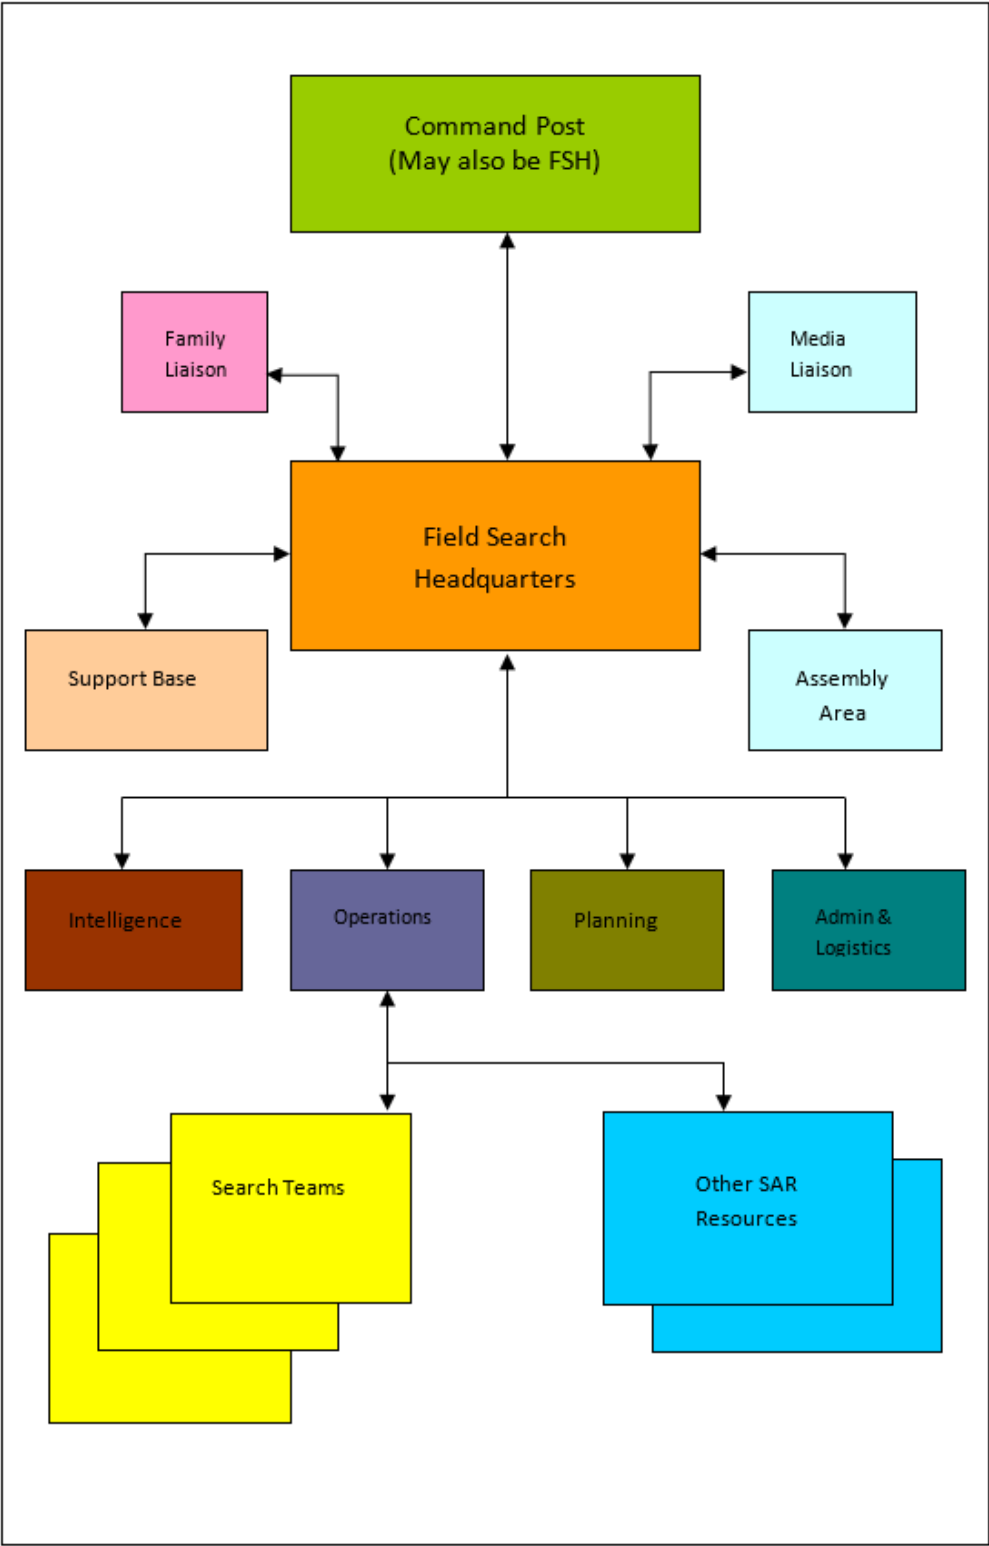 Command Post
(May also be FSH)
Family
Liaison
Media
Liaison
Field Search
Headquarters
Support Base
Assembly
Area
Intelligence
Operations
Planning
Admin &
Logistics
Search Teams
Other SAR
Resources